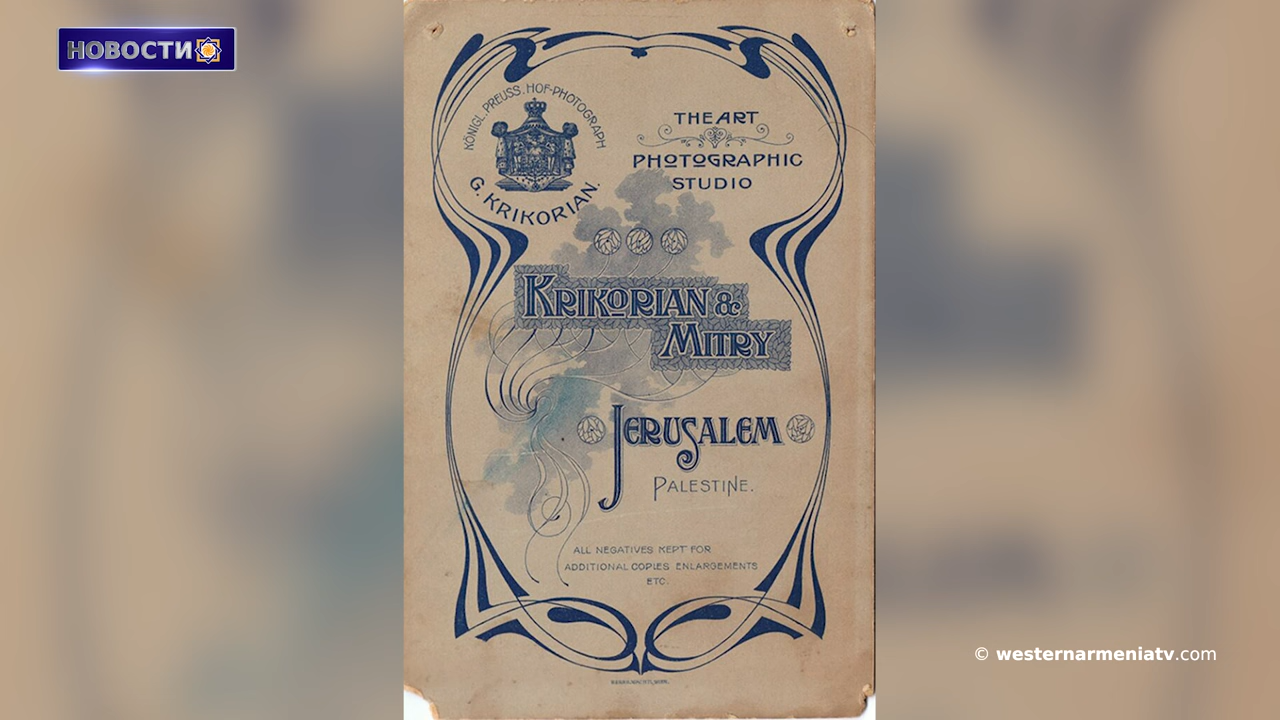 НОВОСТИ
KÖNIGL. PREUSS. HOF-PHOTOGRAPH
G. KRIKORIAN.
THE ART
PHOTOGRAPHIC
STUDIO
KRIKORIAN &
MITRY
JERUSALEM
PALESTINE.
ALL NEGATIVES KEPT FOR
ADDITIONAL COPIES ENLARGEMENTS
ETC.
© westernarmeniatv.com